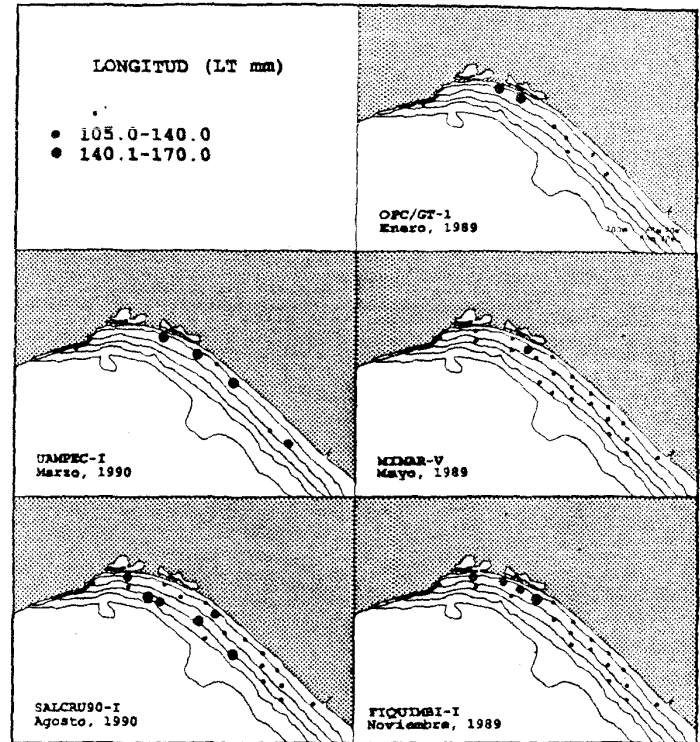 LONGITUD (LT mm)
105.0-140.0
140.1-170.0
OPC/GT-1
Enero, 1989
UAMPEC-I
Marzo, 1990
MIMAR-V
Mayo, 1989
SALCRU90-I
Agosto, 1990
FIQUIMBI-I
Noviembre, 1989